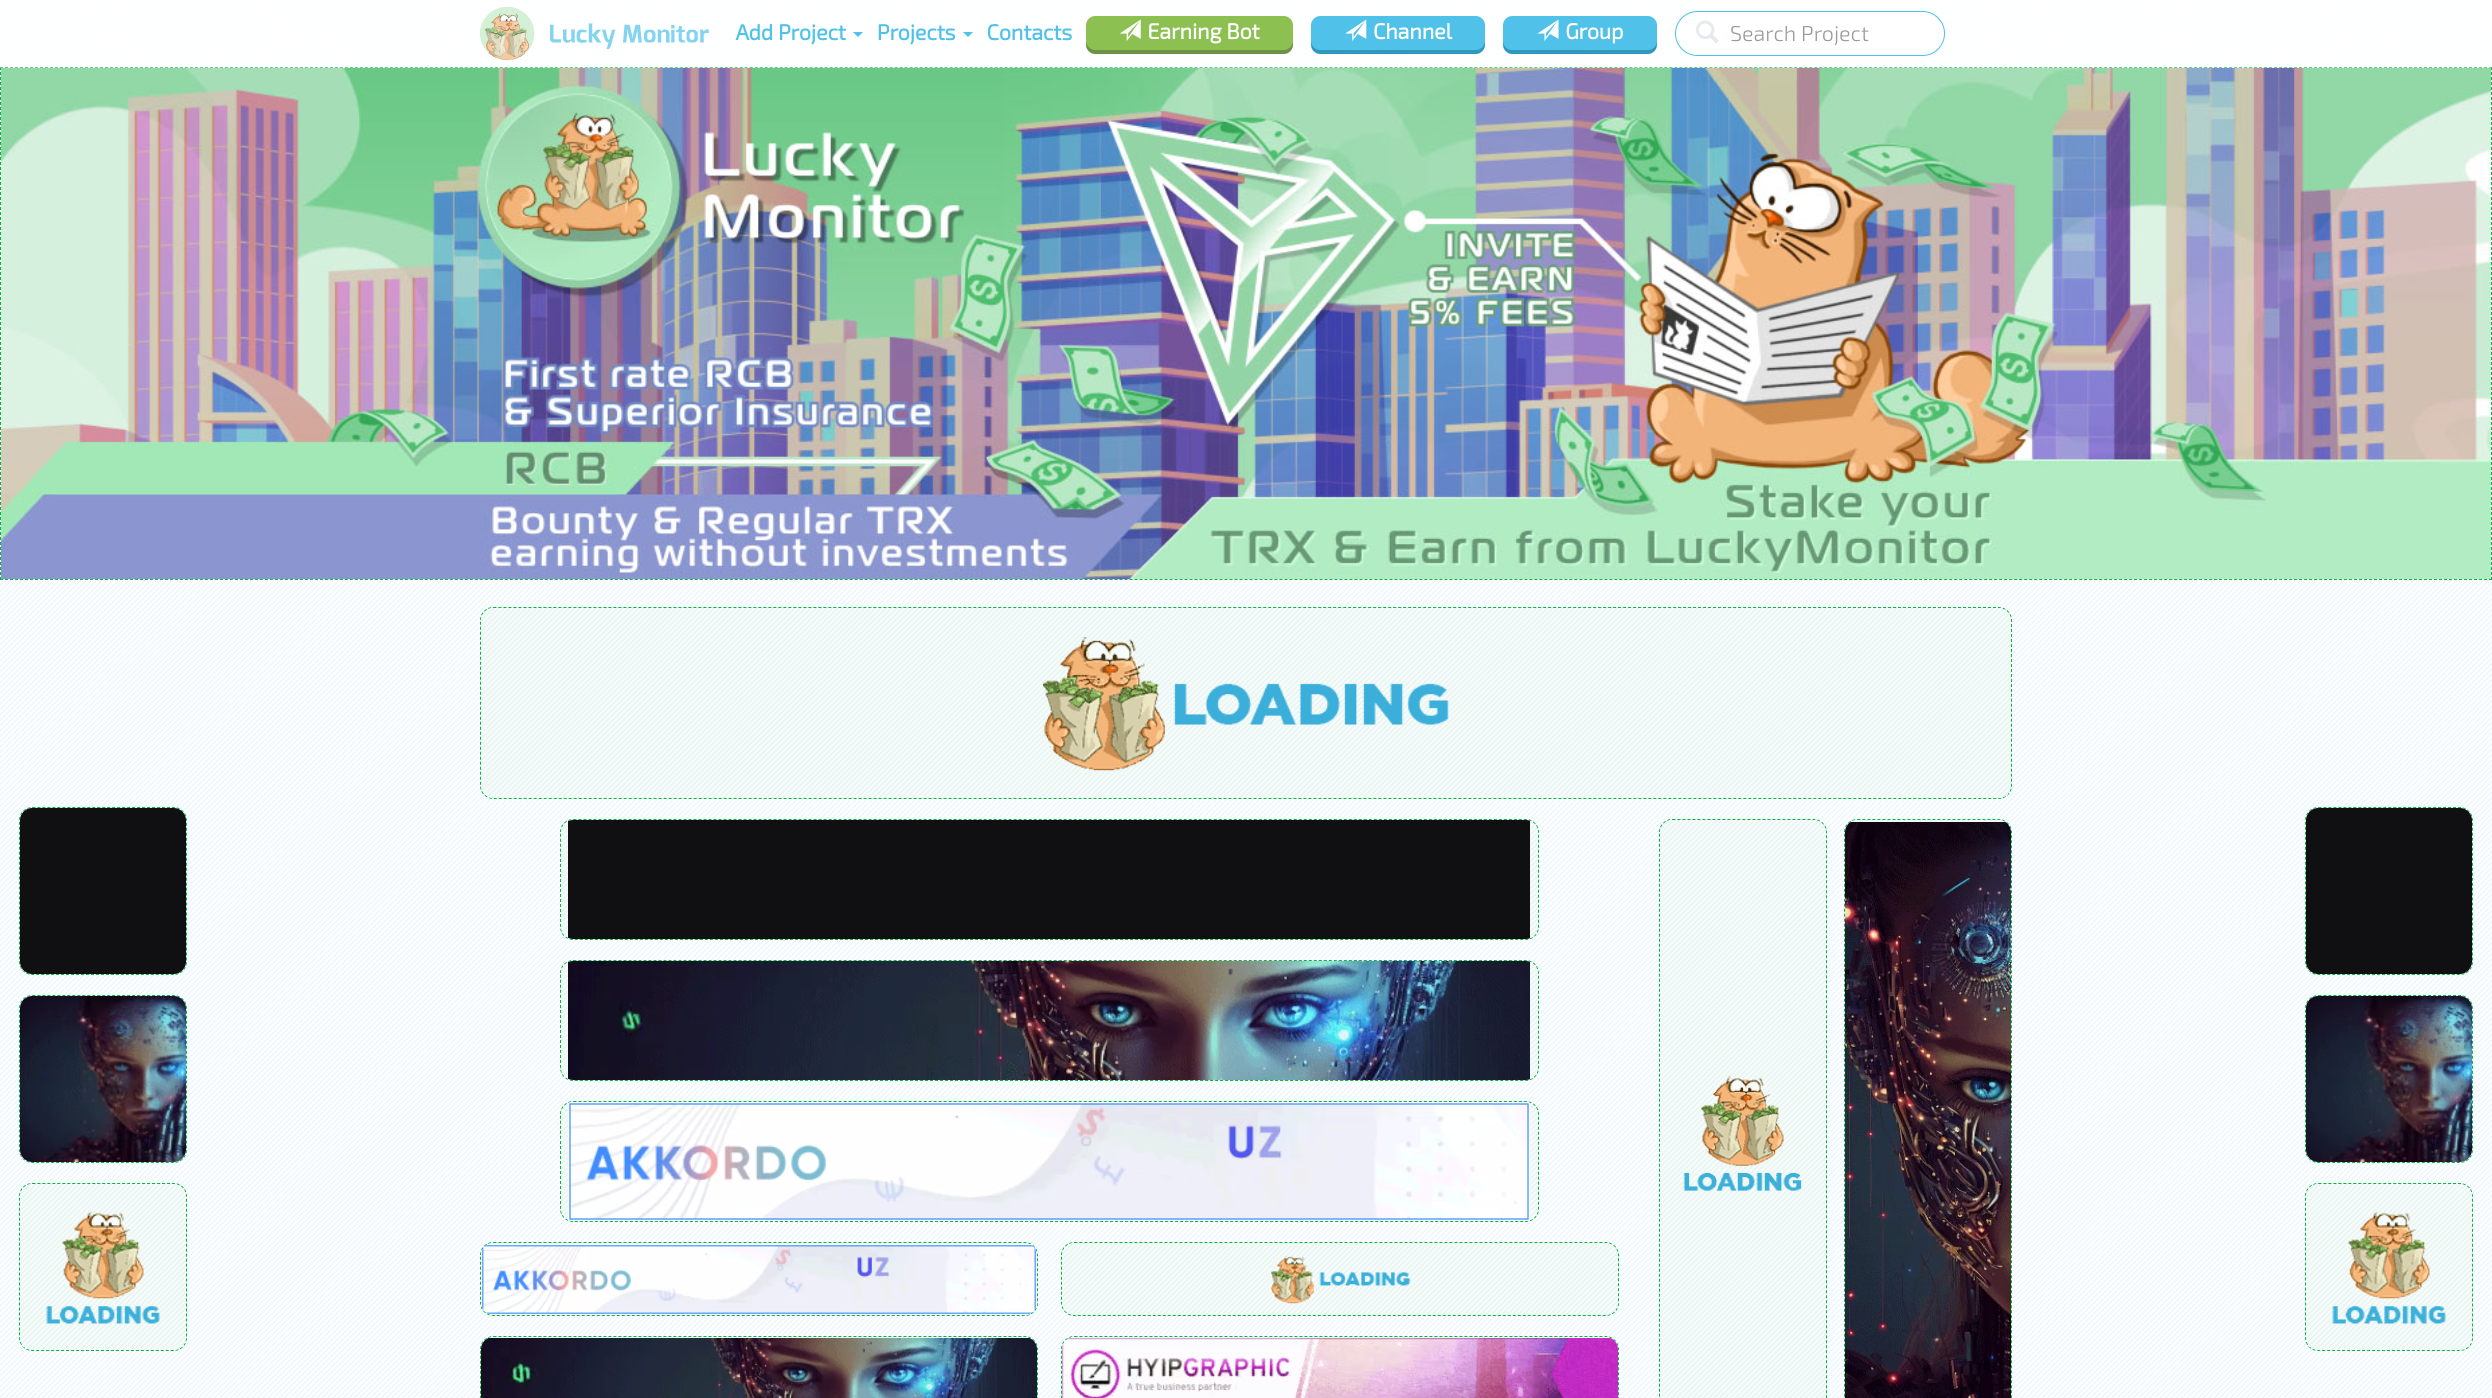 Lucky Monitor
Add Project
Projects
Contacts
Earning Bot
Channel
Group
Search Project
Lucky
Monitor
INVITE
& EARN
5% FEES
First rate RCB
& Superior Insurance
RCB
Bounty & Regular TRX
earning without investments
Stake your
TRX & Earn from LuckyMonitor
LOADING
AKKORDO
UZ
LOADING
LOADING
LOADING
AKKORDO
UZ
LOADING
HYIPGRAPHIC
A true business partner